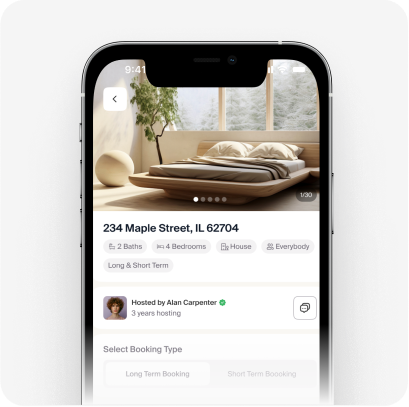 9:41
1/30
234 Maple Street, IL 62704
2 Baths 4 Bedrooms House Everybody
Long & Short Term
Hosted by Alan Carpenter
3 years hosting
Select Booking Type
Long Term Booking Short Term Boooking